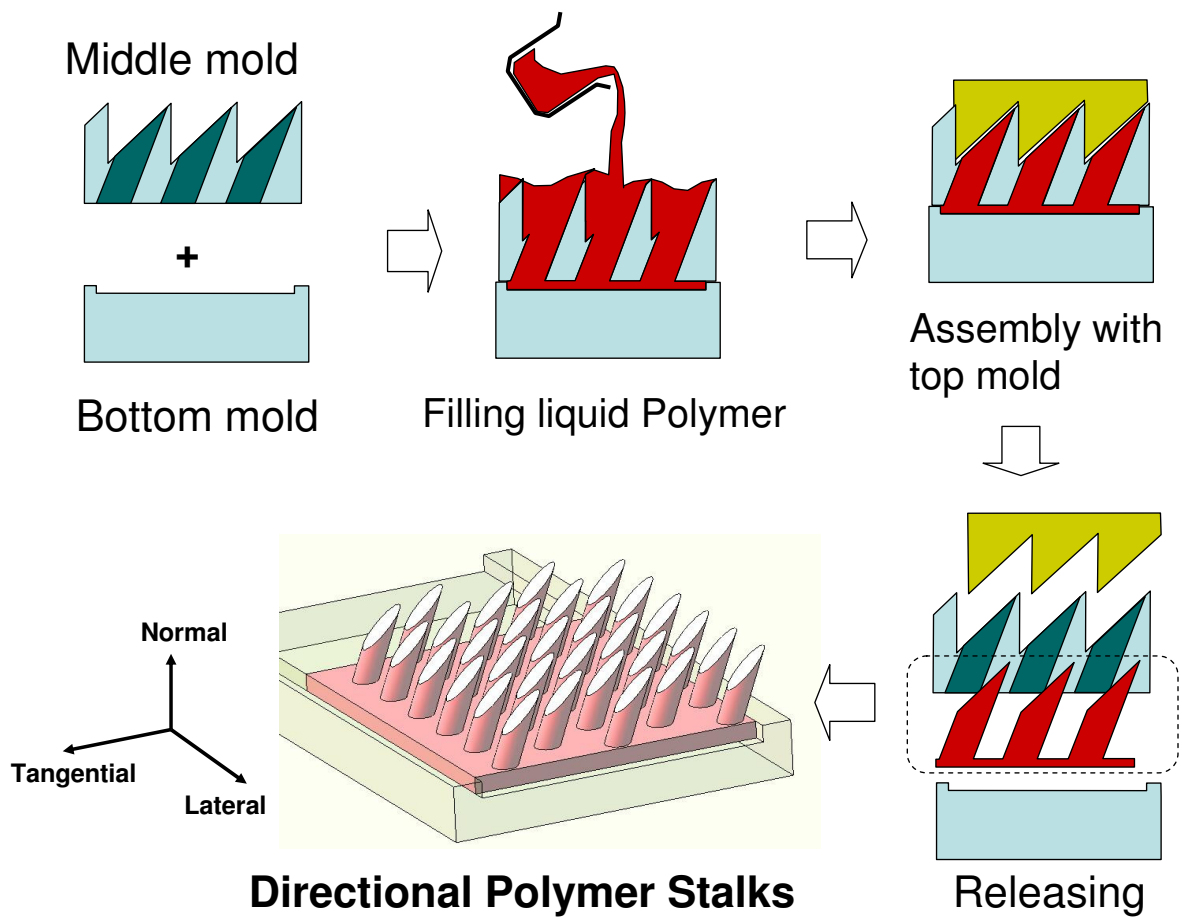 Middle mold
+
Bottom mold
Filling liquid Polymer
Assembly with
top mold
Normal
Tangential
Lateral
Directional Polymer Stalks
Releasing